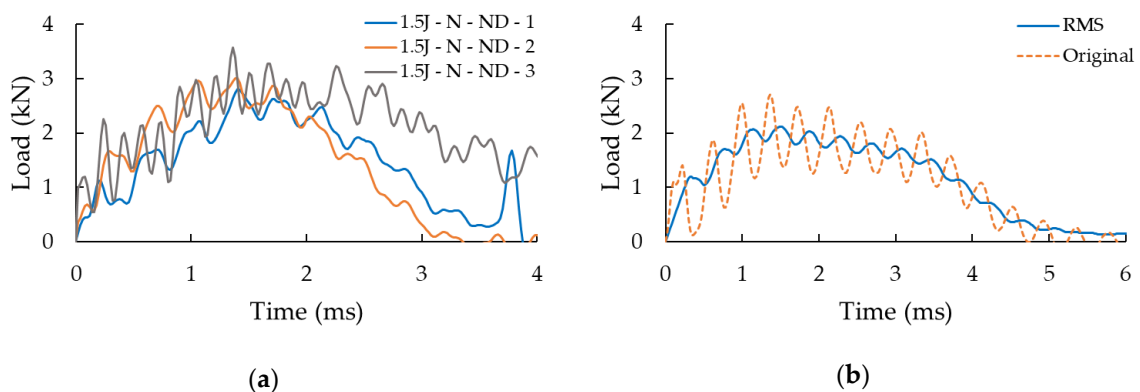 4
3
2
1
0
Load (kN)
0 1 2 3 4
Time (ms)
1.5J - N - ND - 1
1.5J - N - ND - 2
1.5J - N - ND - 3
(a)
4
3
2
1
0
Load (kN)
0 1 2 3 4 5 6
Time (ms)
RMS
Original
(b)